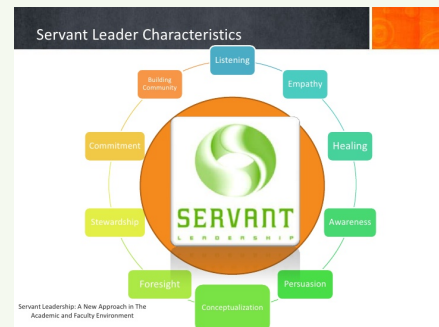 Servant Leader Characteristics
Listening
Empathy
Healing
Awareness
Persuasion
Conceptualization
Foresight
Stewardship
Commitment
Building
Community
SERVANT
LEADERSHIP
Servant Leadership: A New Approach in The
Academic and Faculty Environment